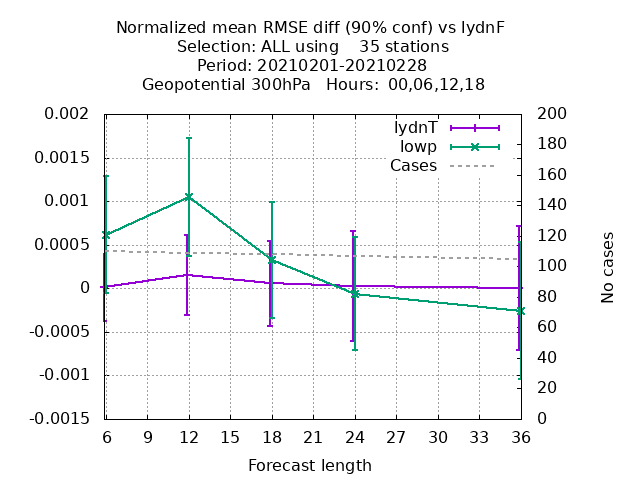 Normalized mean RMSE diff (90% conf) vs lydnF
Selection: ALL using    35 stations
Period: 20210201-20210228
Geopotential 300hPa   Hours: 00,06,12,18
lydnT
lowp
Cases
0.002
0.0015
0.001
0.0005
0
-0.0005
-0.001
-0.0015
200
180
160
140
120
100
80
60
40
20
0
No cases
6 9 12 15 18 21 24 27 30 33 36
Forecast length